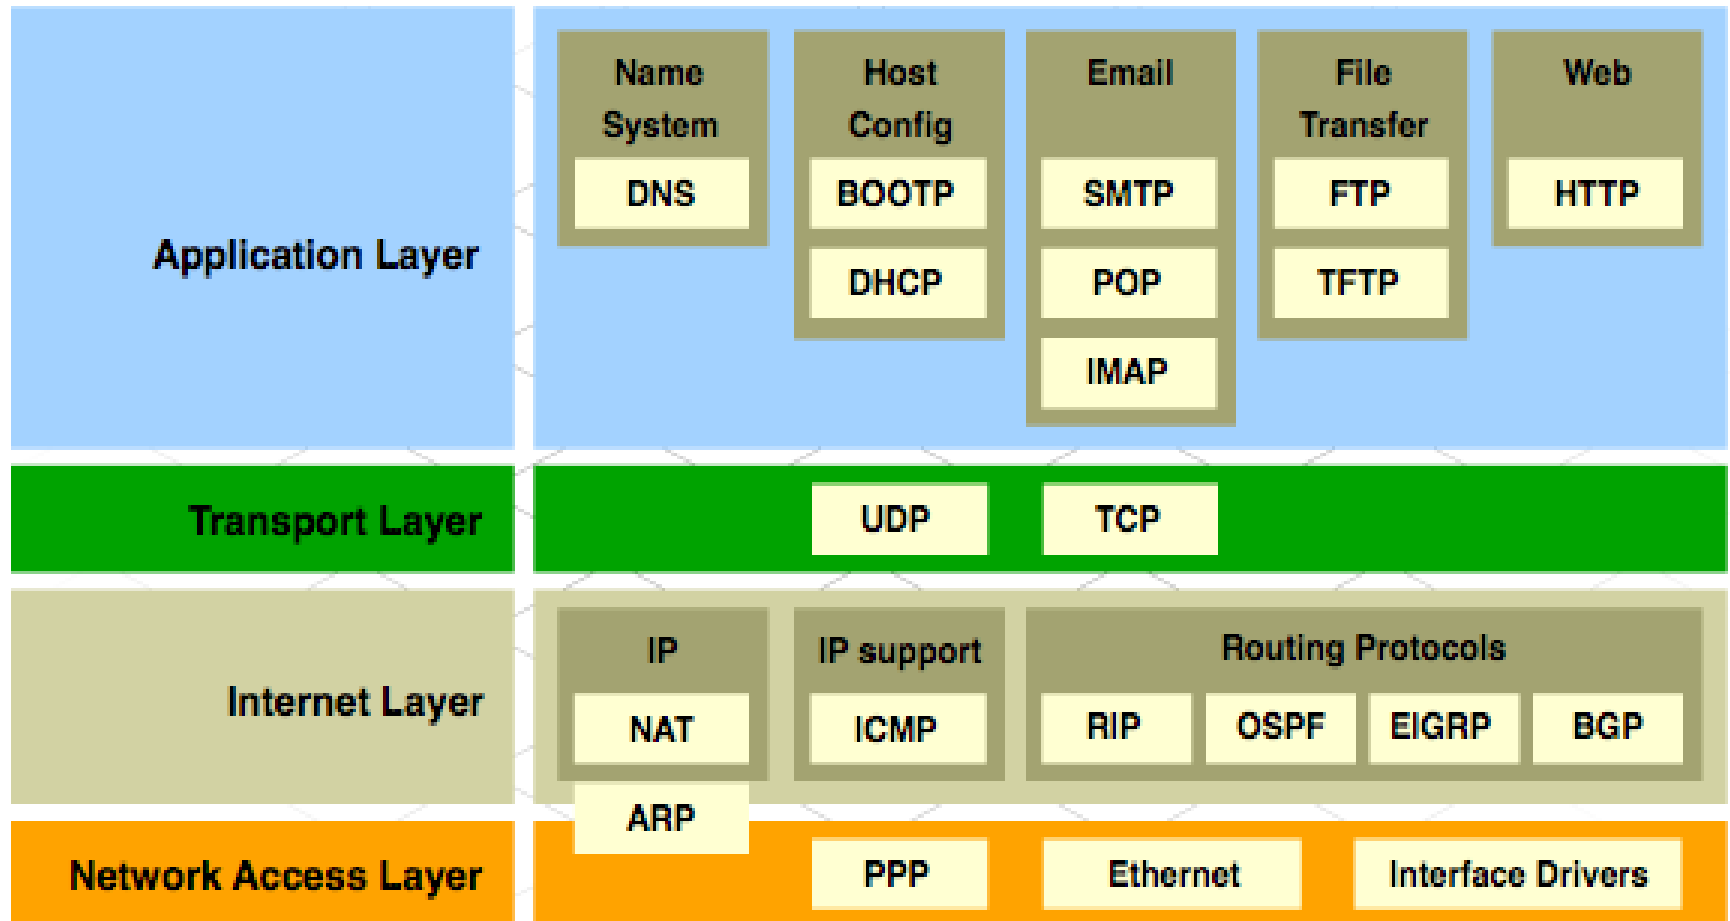 Application Layer
Name
System
DNS
Host
Config
BOOTP
DHCP
Email
SMTP
POP
IMAP
File
Transfer
FTP
TFTP
Web
HTTP
Transport Layer
UDP
TCP
Internet Layer
IP
NAT
ARP
IP support
ICMP
Routing Protocols
RIP
OSPF
EIGRP
BGP
Network Access Layer
PPP
Ethernet
Interface Drivers